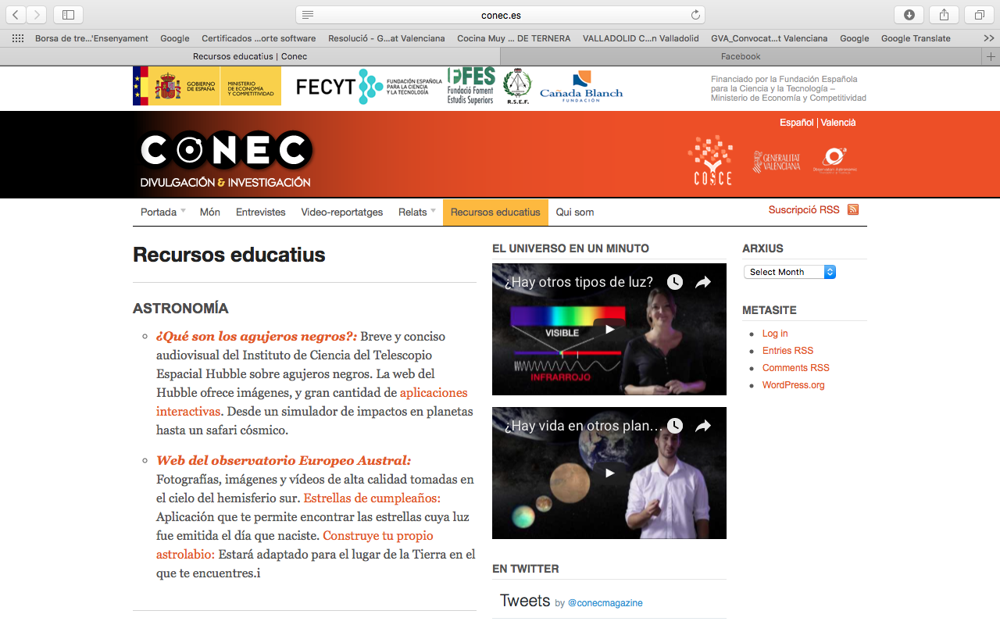 conec.es
Borsa de tre...'Ensenyament
Google
Certificados ...orte software
Resolució - G...at Valenciana
Cocina Muy ... DE TERNERA
VALLADOLID C...n Valladolid
GVA_Convocat...t Valenciana
Google
Google Translate
Recursos educatius | Conec
Facebook
GOBIERNO
DE ESPAÑA
MINISTERIO
DE ECONOMÍA
Y COMPETITIVIDAD
FECYT
FUNDACIÓN ESPAÑOLA
PARA LA CIENCIA
Y LA TECNOLOGÍA
FFES
Fundació Foment
Estudis Superiors
R.S.E.F.
Cañada Blanch
FUNDACIÓN
Financiado por la Fundación Española
para la Ciencia y la Tecnología –
Ministerio de Economía y Competitividad
Español | Valencià
CONEC
DIVULGACIÓN & INVESTIGACIÓN
COSCE
GENERALITAT
VALENCIANA
Observatori Astronòmic
Portada
Món
Entrevistes
Video-reportatges
Relats
Recursos educatius
Qui som
Suscripció RSS
Recursos educatius
ASTRONOMÍA
¿Qué son los agujeros negros?: Breve y conciso
audiovisual del Instituto de Ciencia del Telescopio
Espacial Hubble sobre agujeros negros. La web del
Hubble ofrece imágenes, y gran cantidad de aplicaciones
interactivas. Desde un simulador de impactos en planetas
hasta un safari cósmico.
Web del observatorio Europeo Austral:
Fotografías, imágenes y vídeos de alta calidad tomadas en
el cielo del hemisferio sur. Estrellas de cumpleaños:
Aplicación que te permite encontrar las estrellas cuya luz
fue emitida el día que naciste. Construye tu propio
astrolabio: Estará adaptado para el lugar de la Tierra en el
que te encuentres.i
EL UNIVERSO EN UN MINUTO
¿Hay otros tipos de luz?
VISIBLE
INFRARROJO
¿Hay vida en otros plan...
EN TWITTER
Tweets by @conecmagazine
ARXIUS
Select Month
METASITE
Log in
Entries RSS
Comments RSS
WordPress.org